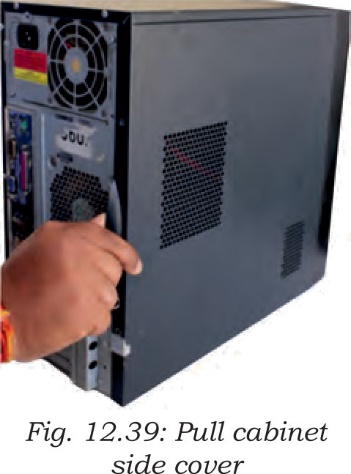 Fig. 12.39: Pull cabinet
side cover